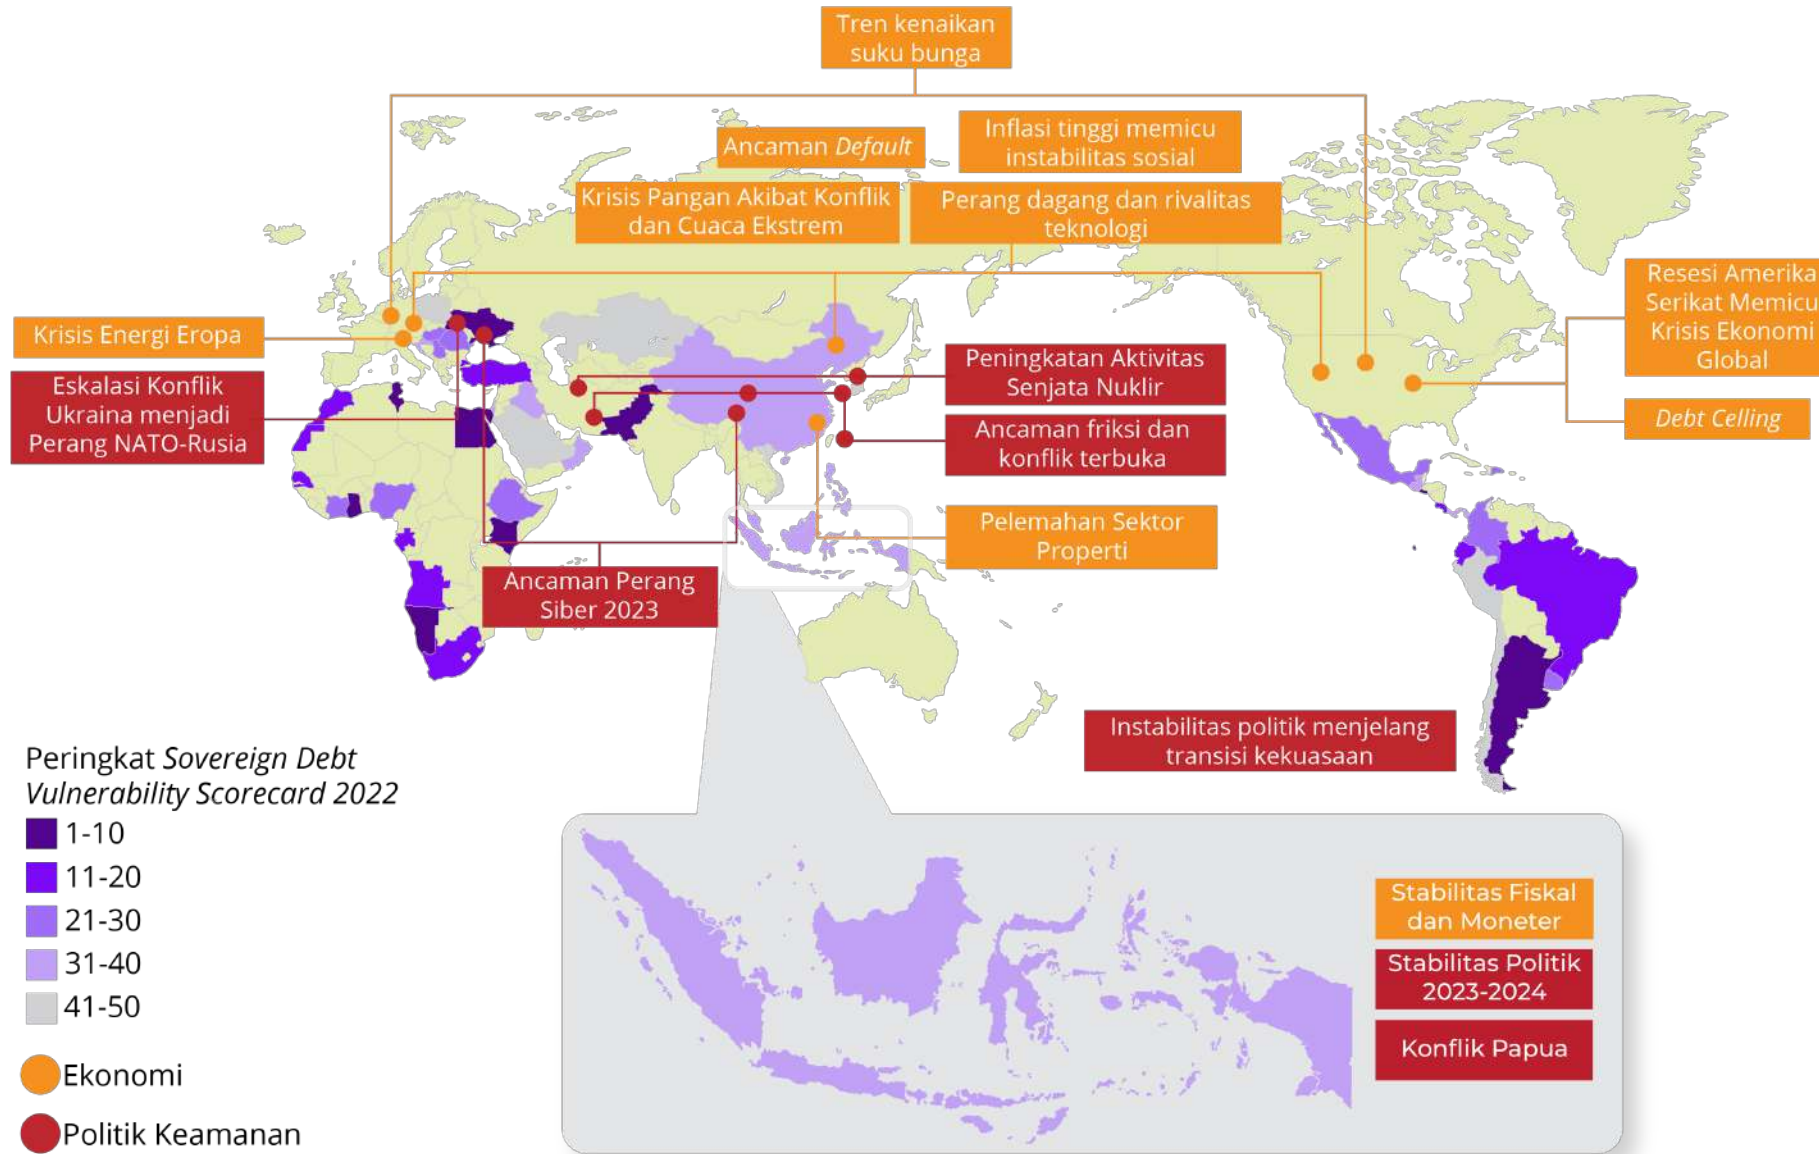 Tren kenaikan
suku bunga
Ancaman Default
Inflasi tinggi memicu
instabilitas sosial
Krisis Pangan Akibat Konflik
dan Cuaca Ekstrem
Perang dagang dan rivalitas
teknologi
Krisis Energi Eropa
Resesi Amerika
Serikat Memicu
Krisis Ekonomi
Global
Eskalasi Konflik
Ukraina menjadi
Perang NATO-Rusia
Peningkatan Aktivitas
Senjata Nuklir
Debt Celling
Ancaman friksi dan
konflik terbuka
Pelemahan Sektor
Properti
Ancaman Perang
Siber 2023
Instabilitas politik menjelang
transisi kekuasaan
Peringkat Sovereign Debt
Vulnerability Scorecard 2022
1-10
11-20
21-30
31-40
41-50
Ekonomi
Politik Keamanan
Stabilitas Fiskal
dan Moneter
Stabilitas Politik
2023-2024
Konflik Papua